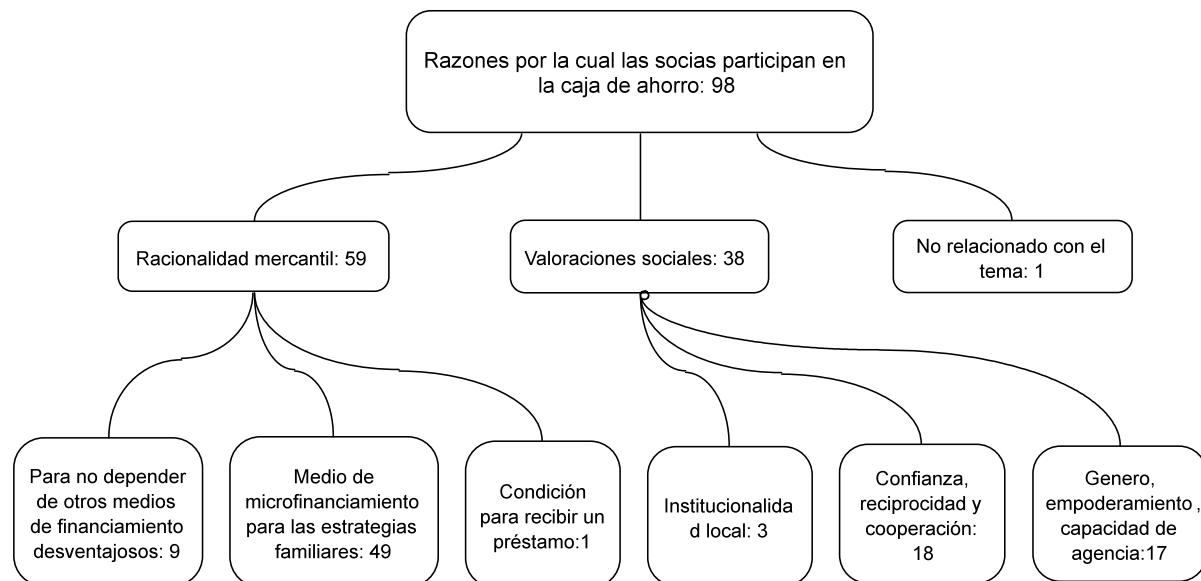 Razones por la cual las socias participan en
la caja de ahorro: 98
Racionalidad mercantil: 59
Valoraciones sociales: 38
No relacionado con el
tema: 1
Para no depender
de otros medios
de financiamiento
desventajosos: 9
Medio de
microfinanciamiento
para las estrategias
familiares: 49
Condición
para recibir un
préstamo:1
Institucionalida
d local: 3
Confianza,
reciprocidad y
cooperación:
18
Genero,
empoderamiento ,
capacidad de
agencia:17